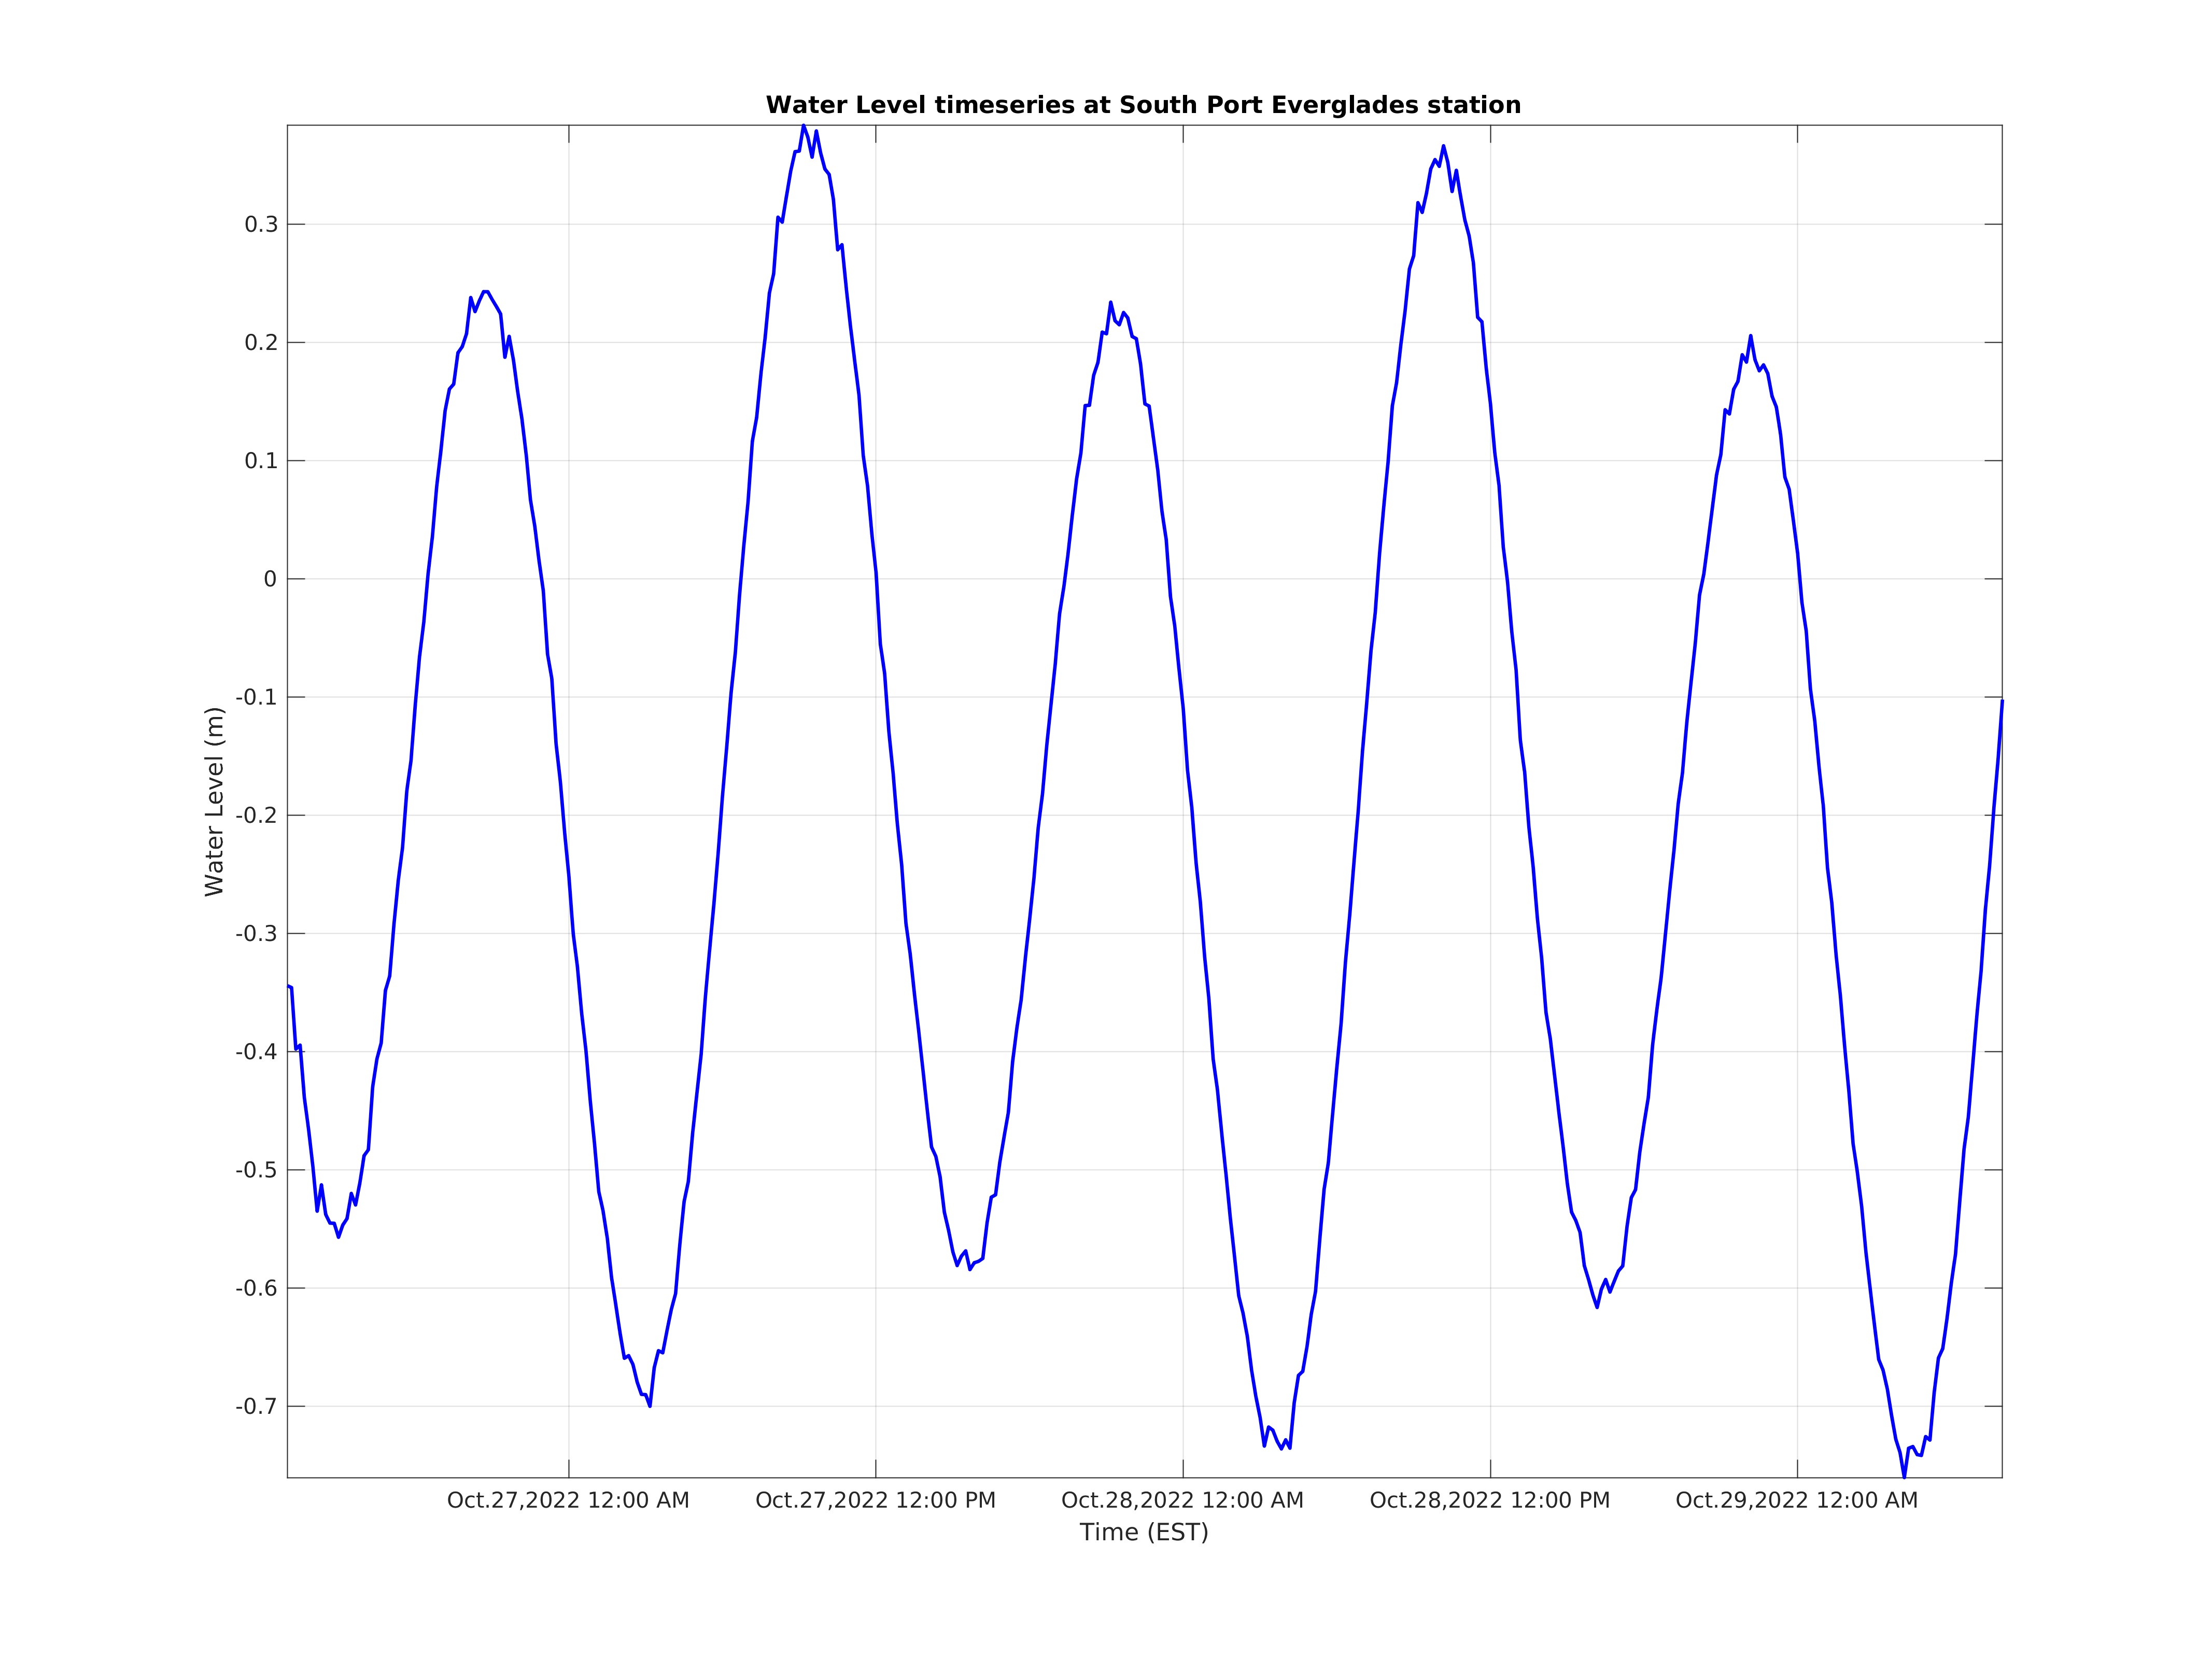 Water Level timeseries at South Port Everglades station
0.3
0.2
0.1
0
-0.1
-0.2
-0.3
-0.4
-0.5
-0.6
-0.7
Water Level (m)
Oct.27,2022 12:00 AM Oct.27,2022 12:00 PM Oct.28,2022 12:00 AM Oct.28,2022 12:00 PM Oct.29,2022 12:00 AM
Time (EST)